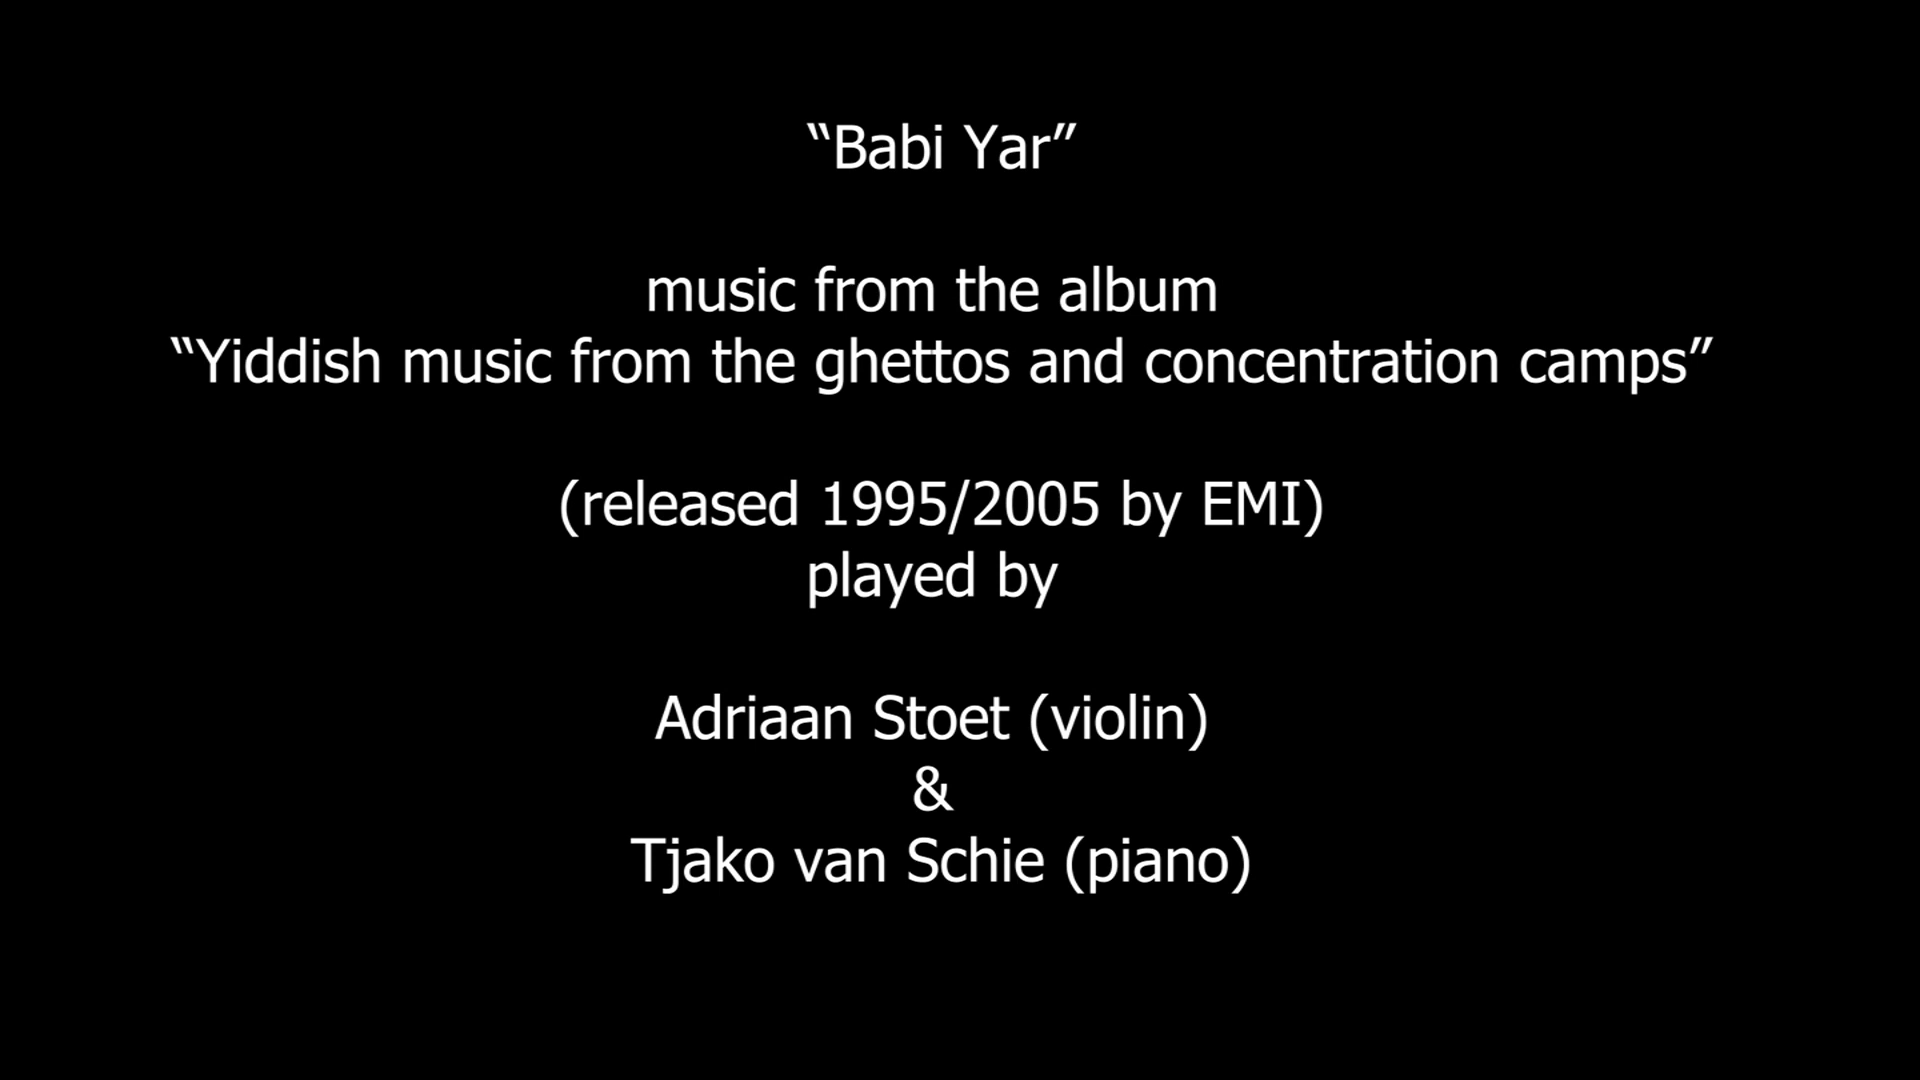 “Babi Yar”
music from the album
“Yiddish music from the ghettos and concentration camps”
(released 1995/2005 by EMI)
played by
Adriaan Stoet (violin)
&
Tjako van Schie (piano)